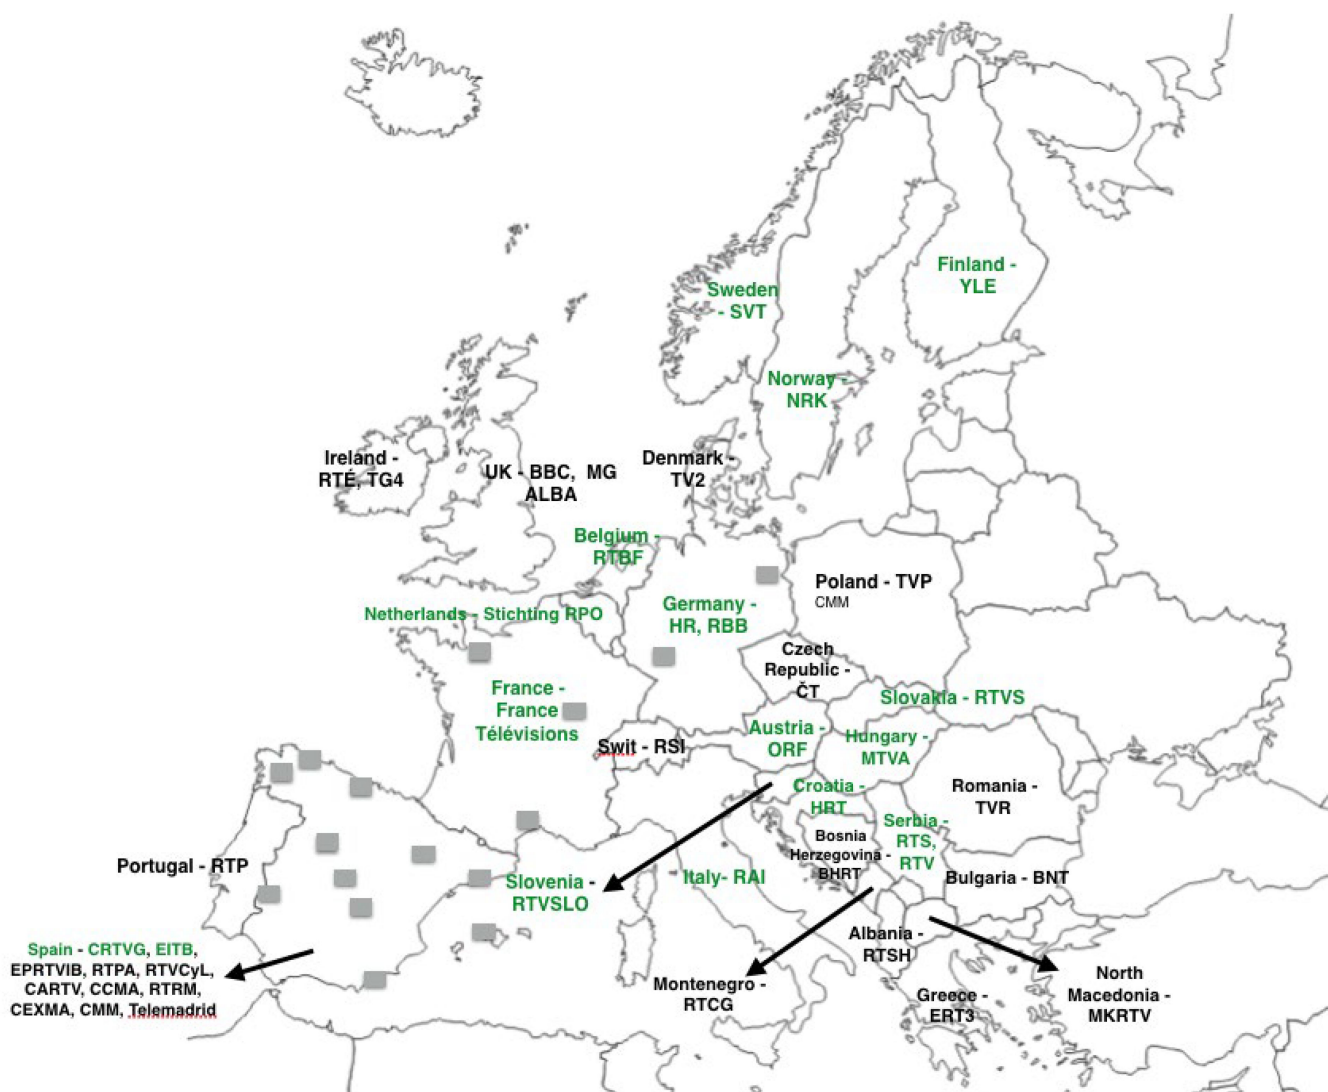 Finland -
YLE
Sweden
- SVT
Norway -
NRK
Ireland -
RTÉ, TG4
UK - BBC, MG
ALBA
Denmark -
TV2
Belgium -
RTBF
Poland - TVP
CMM
Netherlands - Stichting RPO
Germany -
HR, RBB
Czech
Republic -
ČT
France -
France
Télévisions
Slovakia - RTVS
Swit - RSI
Austria -
ORF
Hungary -
MTVA
Croatia -
HRT
Romania -
TVR
Serbia -
RTS,
RTV
Bosnia
Herzegovina -
BHRT
Portugal - RTP
Slovenia -
RTVSLO
Italy- RAI
Bulgaria - BNT
Albania -
RTSH
Spain - CRTVG, EITB,
EPRTVIB, RTPA, RTVCyL,
CARTV, CCMA, RTRM,
CEXMA, CMM, Telemadrid
Montenegro -
RTCG
Greece -
ERT3
North
Macedonia -
MKRTV